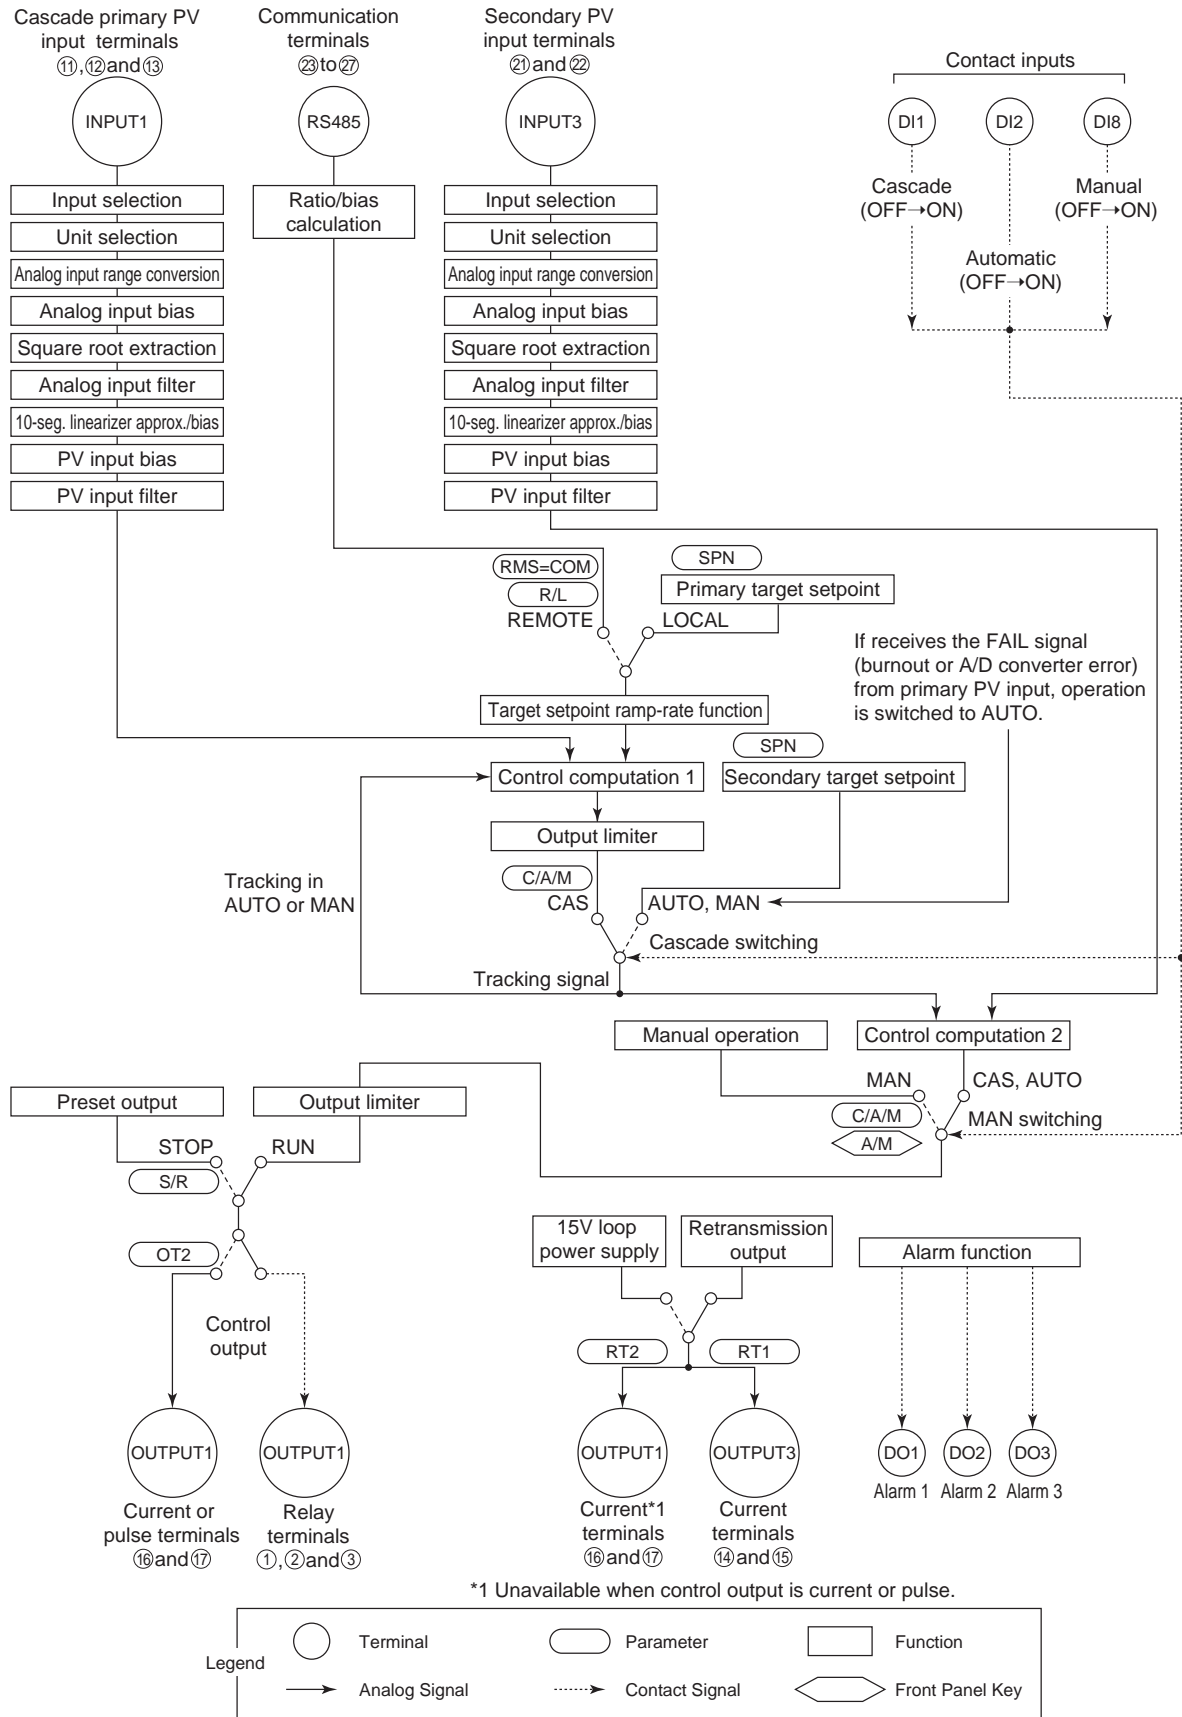 Cascade primary PV
input terminals
⑪,⑫and⑬
INPUT1
Input selection
Unit selection
Analog input range conversion
Analog input bias
Square root extraction
Analog input filter
10-seg. linearizer approx./bias
PV input bias
PV input filter
Communication
terminals
㉓to㉗
RS485
Ratio/bias
calculation
Secondary PV
input terminals
㉑and㉒
INPUT3
Input selection
Unit selection
Analog input range conversion
Analog input bias
Square root extraction
Analog input filter
10-seg. linearizer approx./bias
PV input bias
PV input filter
Contact inputs
DI1
DI2
DI8
Cascade
(OFF→ON)
Automatic
(OFF→ON)
Manual
(OFF→ON)
RMS=COM
R/L
REMOTE
SPN
Primary target setpoint
LOCAL
If receives the FAIL signal
(burnout or A/D converter error)
from primary PV input, operation
is switched to AUTO.
Target setpoint ramp-rate function
SPN
Control computation 1
Secondary target setpoint
Output limiter
Tracking in
AUTO or MAN
C/A/M
CAS
AUTO, MAN
Cascade switching
Tracking signal
Manual operation
Control computation 2
MAN
CAS, AUTO
C/A/M
A/M
MAN switching
Preset output
Output limiter
STOP
RUN
S/R
OT2
Control
output
OUTPUT1
Current or
pulse terminals
⑯and⑰
OUTPUT1
Relay
terminals
①,②and③
15V loop
power supply
Retransmission
output
RT2
RT1
OUTPUT1
Current*1
terminals
⑯and⑰
OUTPUT3
Current
terminals
⑭and⑮
Alarm function
DO1
DO2
DO3
Alarm 1
Alarm 2
Alarm 3
*1 Unavailable when control output is current or pulse.
Legend
Terminal
Parameter
Function
Analog Signal
Contact Signal
Front Panel Key